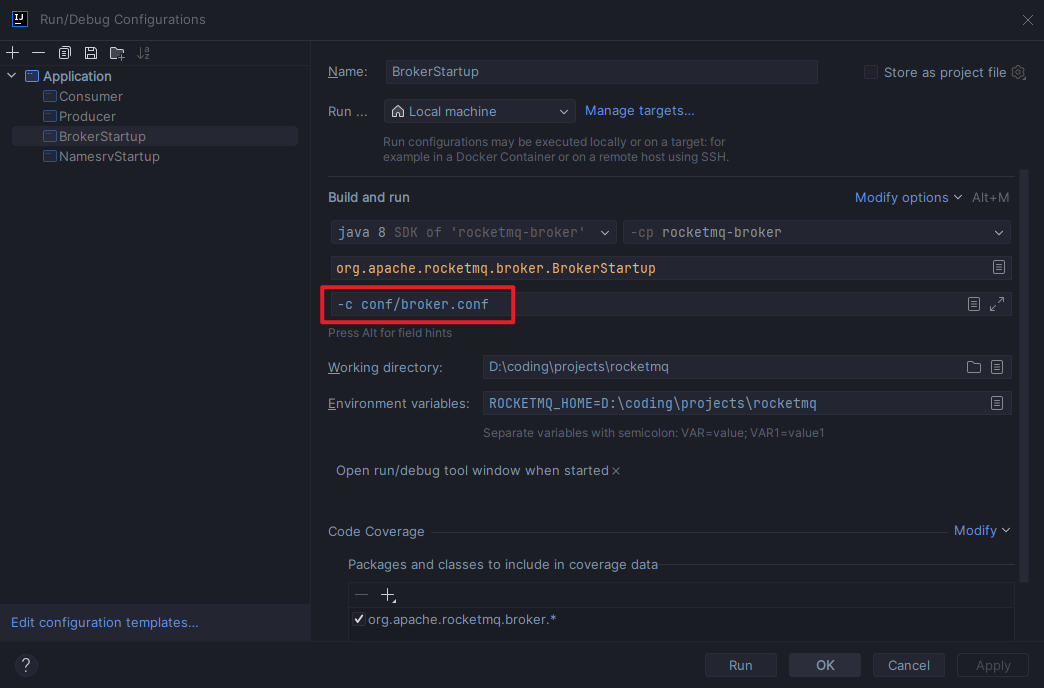 Run/Debug Configurations
Application
Consumer
Producer
BrokerStartup
NamesrvStartup
Edit configuration templates...
Name: BrokerStartup Store as project file
Run ... Local machine Manage targets...
Run configurations may be executed locally or on a target: for
example in a Docker Container or on a remote host using SSH.
Build and run Modify options Alt+M
java 8 SDK of 'rocketmq-broker' -cp rocketmq-broker
org.apache.rocketmq.broker.BrokerStartup
-c conf/broker.conf
Press Alt for field hints
Working directory: D:\coding\projects\rocketmq
Environment variables: ROCKETMQ_HOME=D:\coding\projects\rocketmq
Separate variables with semicolon: VAR=value; VAR1=value1
Open run/debug tool window when started
Code Coverage Modify
Packages and classes to include in coverage data
org.apache.rocketmq.broker.*
? Run OK Cancel Apply